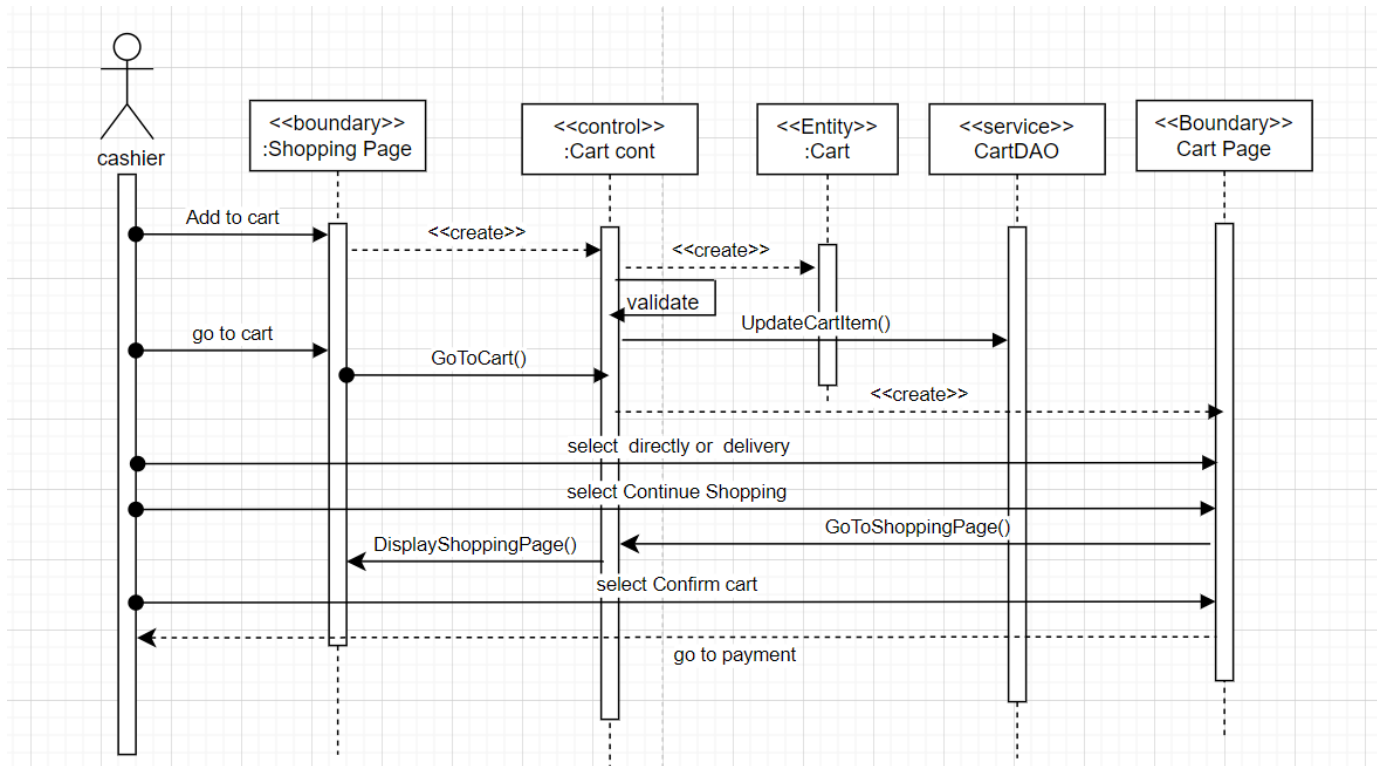 cashier
<<boundary>>
:Shopping Page
<<control>>
:Cart cont
<<Entity>>
:Cart
<<service>>
CartDAO
<<Boundary>>
Cart Page
Add to cart
<<create>>
<<create>>
validate
UpdateCartItem()
go to cart
GoToCart()
<<create>>
select directly or delivery
select Continue Shopping
GoToShoppingPage()
DisplayShoppingPage()
select Confirm cart
go to payment